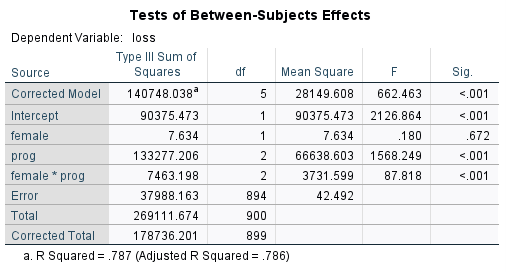 Tests of Between-Subjects Effects
Dependent Variable: loss
Source Type III Sum of Squares df Mean Square F Sig.
Corrected Model 140748.038a 5 28149.608 662.463 <.001
Intercept 90375.473 1 90375.473 2126.864 <.001
female 7.634 1 7.634 .180 .672
prog 133277.206 2 66638.603 1568.249 <.001
female * prog 7463.198 2 3731.599 87.818 <.001
Error 37988.163 894 42.492
Total 269111.674 900
Corrected Total 178736.201 899
a. R Squared = .787 (Adjusted R Squared = .786)